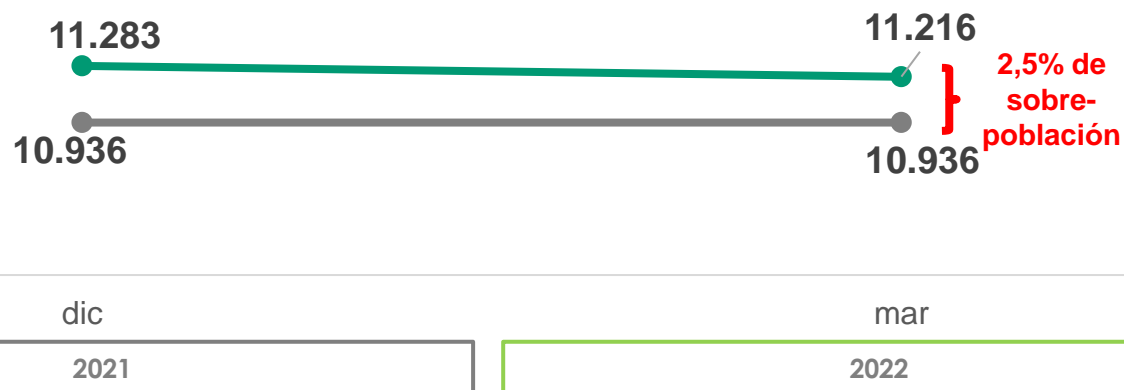 11.283
11.216
2,5% de
sobre-
población
10.936
10.936
dic
mar
2021
2022